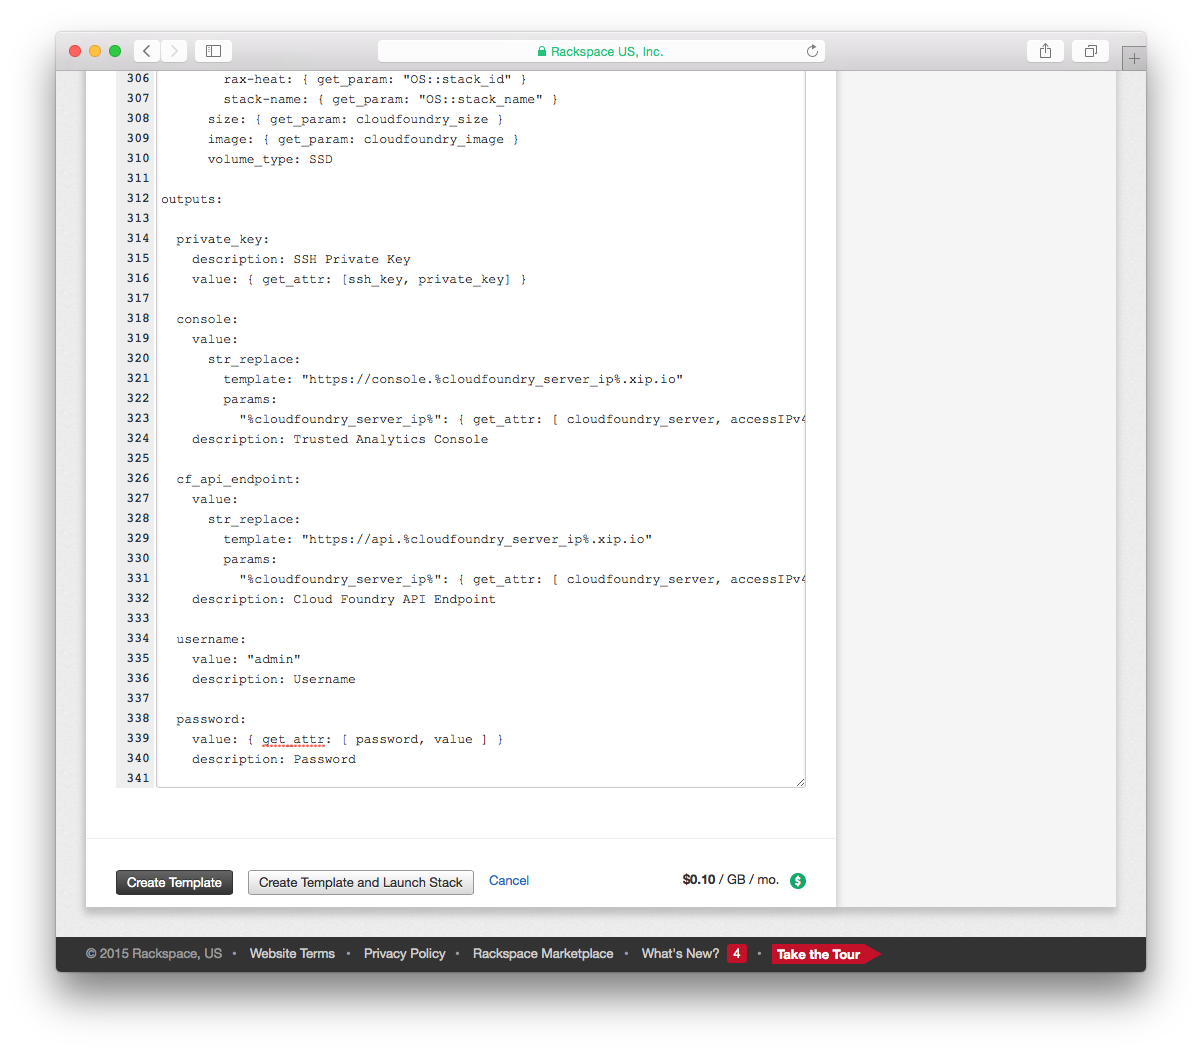 Rackspace US, Inc.
306 rax-heat: { get_param: "OS::stack_id" }
307 stack-name: { get_param: "OS::stack_name" }
308 size: { get_param: cloudfoundry_size }
309 image: { get_param: cloudfoundry_image }
310 volume_type: SSD
311
312 outputs:
313
314 private_key:
315 description: SSH Private Key
316 value: { get_attr: [ssh_key, private_key] }
317
318 console:
319 value:
320 str_replace:
321 template: "https://console.%cloudfoundry_server_ip%.xip.io"
322 params:
323 "%cloudfoundry_server_ip%": { get_attr: [ cloudfoundry_server, accessIPv4
324 description: Trusted Analytics Console
325
326 cf_api_endpoint:
327 value:
328 str_replace:
329 template: "https://api.%cloudfoundry_server_ip%.xip.io"
330 params:
331 "%cloudfoundry_server_ip%": { get_attr: [ cloudfoundry_server, accessIPv4
332 description: Cloud Foundry API Endpoint
333
334 username:
335 value: "admin"
336 description: Username
337
338 password:
339 value: { get_attr: [ password, value ] }
340 description: Password
341
Create Template Create Template and Launch Stack Cancel $0.10 / GB / mo. $
© 2015 Rackspace, US • Website Terms • Privacy Policy • Rackspace Marketplace • What's New? 4 • Take the Tour